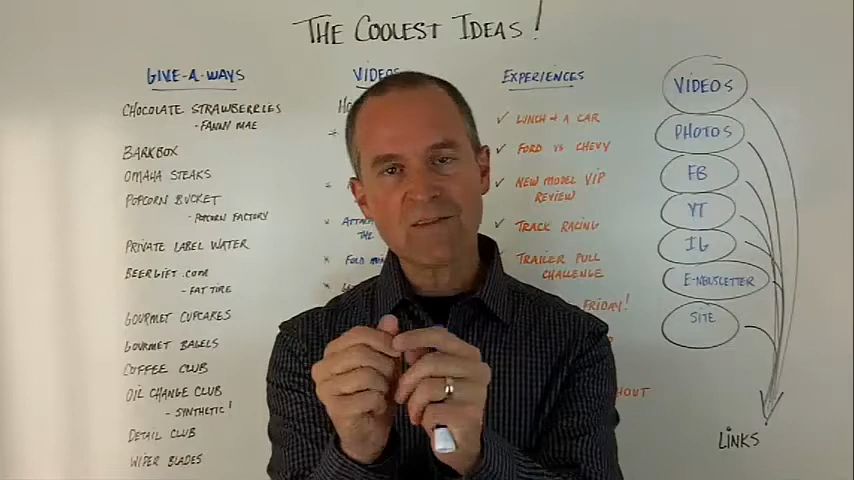 THE COOLEST IDEAS!
GIVE-A-WAYS
CHOCOLATE STRAWBERRIES
- FANNY MAE
BARKBOX
OMAHA STEAKS
POPCORN BUCKET
- POPCORN FACTORY
PRIVATE LABEL WATER
BEERGIFT.COM
- FAT TIRE
GOURMET CUPCAKES
GOURMET BAGELS
COFFEE CLUB
OIL CHANGE CLUB
- SYNTHETIC!
DETAIL CLUB
WIPER BLADES
VIDEOS
EXPERIENCES
✓ LUNCH + A CAR
✓ FORD VS CHEVY
✓ NEW MODEL VIP
REVIEW
✓ TRACK RACING
TRAILER PULL
CHALLENGE
FRIDAY!
VIDEOS
PHOTOS
FB
YT
IG
E-NEWSLETTER
SITE
LINKS